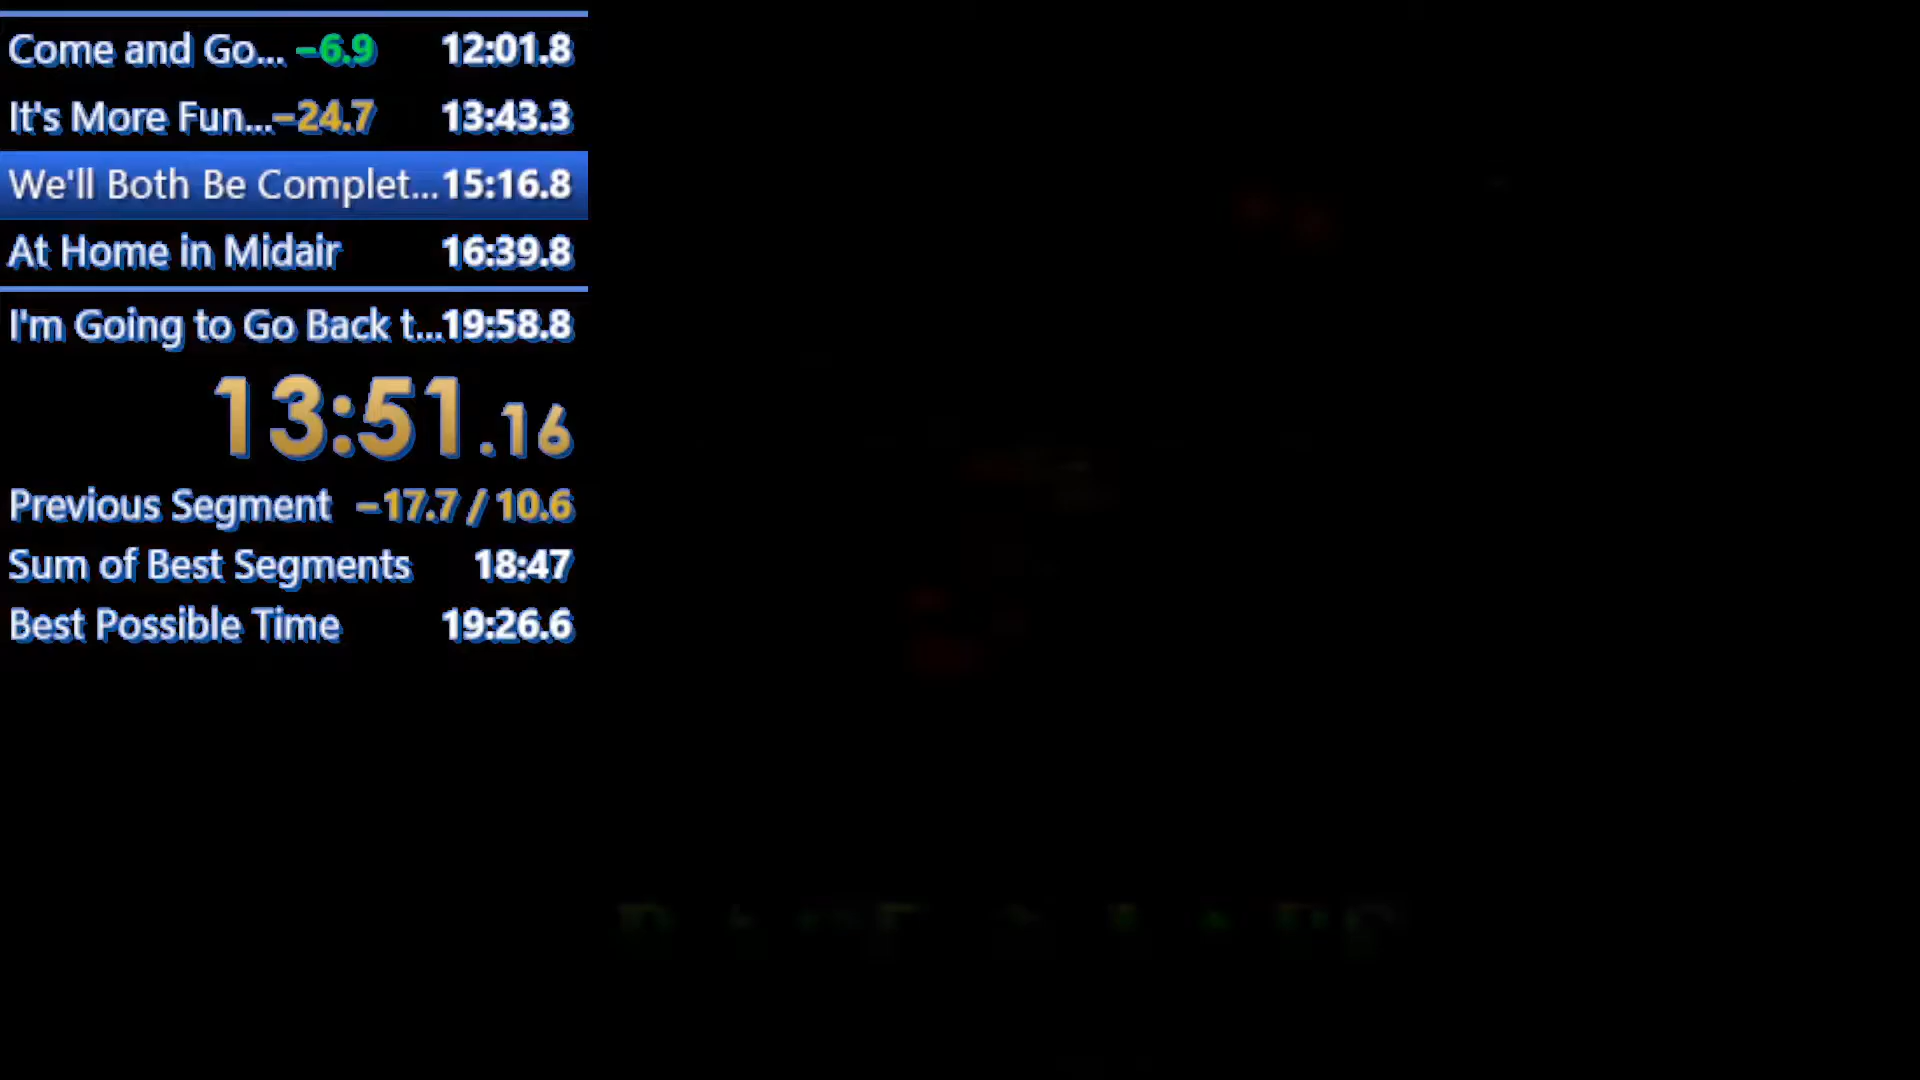 Come and Go... −6.9 12:01.8
It's More Fun...−24.7 13:43.3
We'll Both Be Complet... 15:16.8
At Home in Midair 16:39.8
I'm Going to Go Back t... 19:58.8
13:51.16
Previous Segment −17.7 / 10.6
Sum of Best Segments 18:47
Best Possible Time 19:26.6